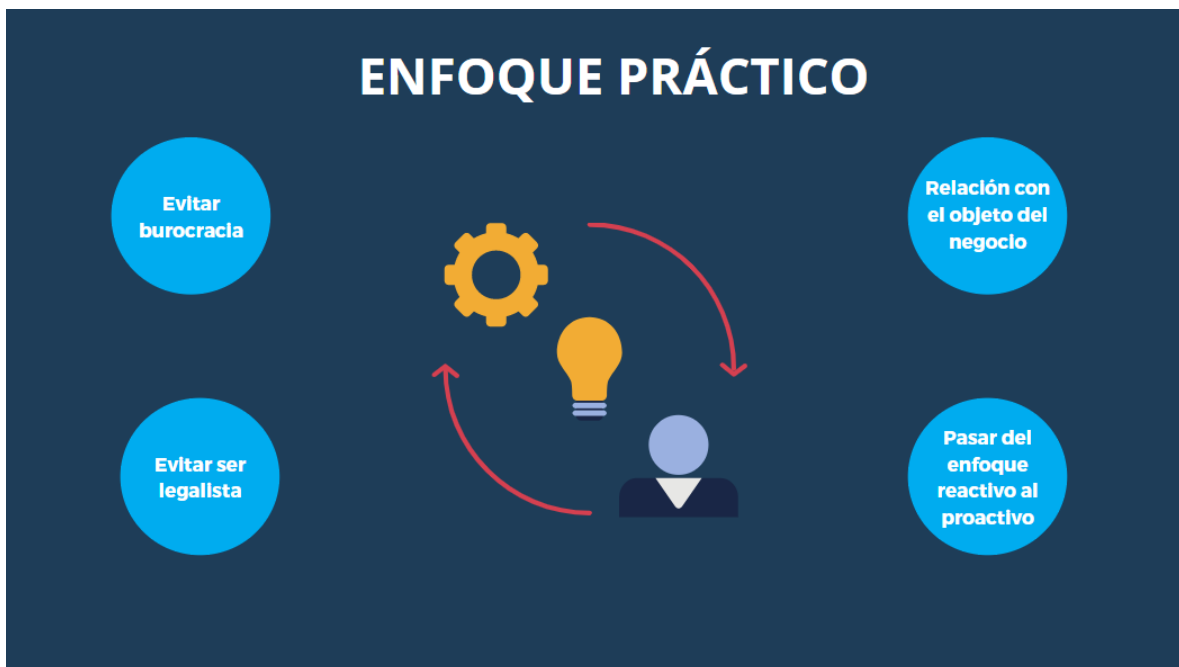 ENFOQUE PRÁCTICO
Evitar
burocracia
Relación con
el objeto del
negocio
Evitar ser
legalista
Pasar del
enfoque
reactivo al
proactivo